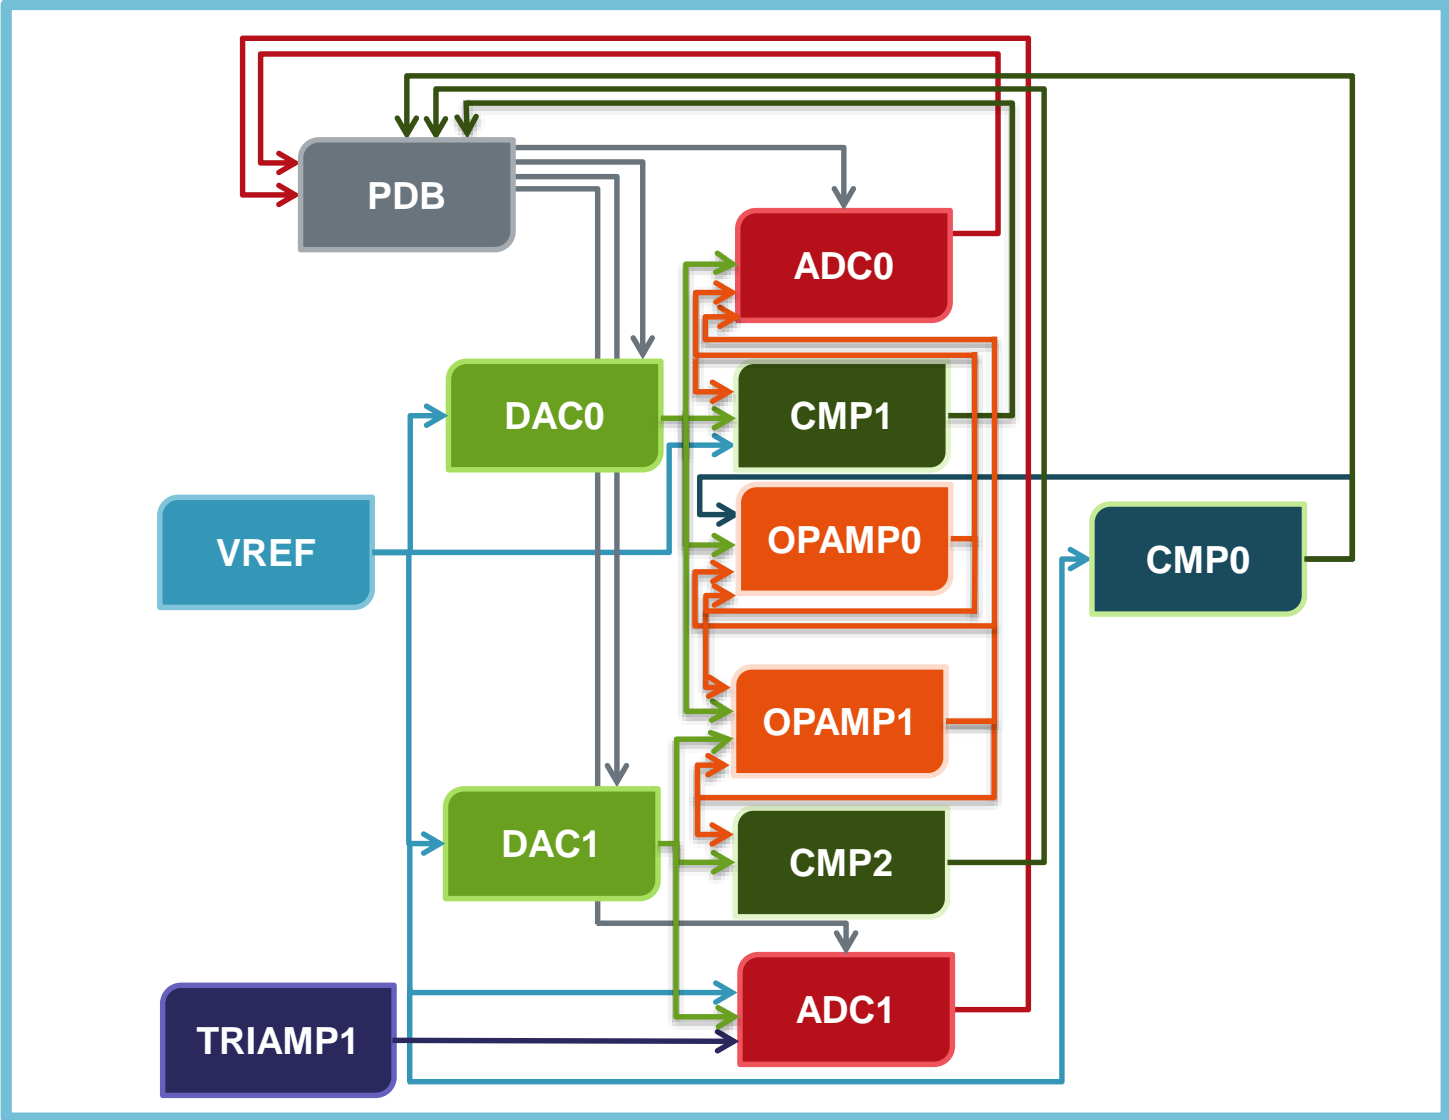 PDB
ADC0
DAC0
CMP1
VREF
OPAMP0
CMP0
OPAMP1
DAC1
CMP2
TRIAMP1
ADC1